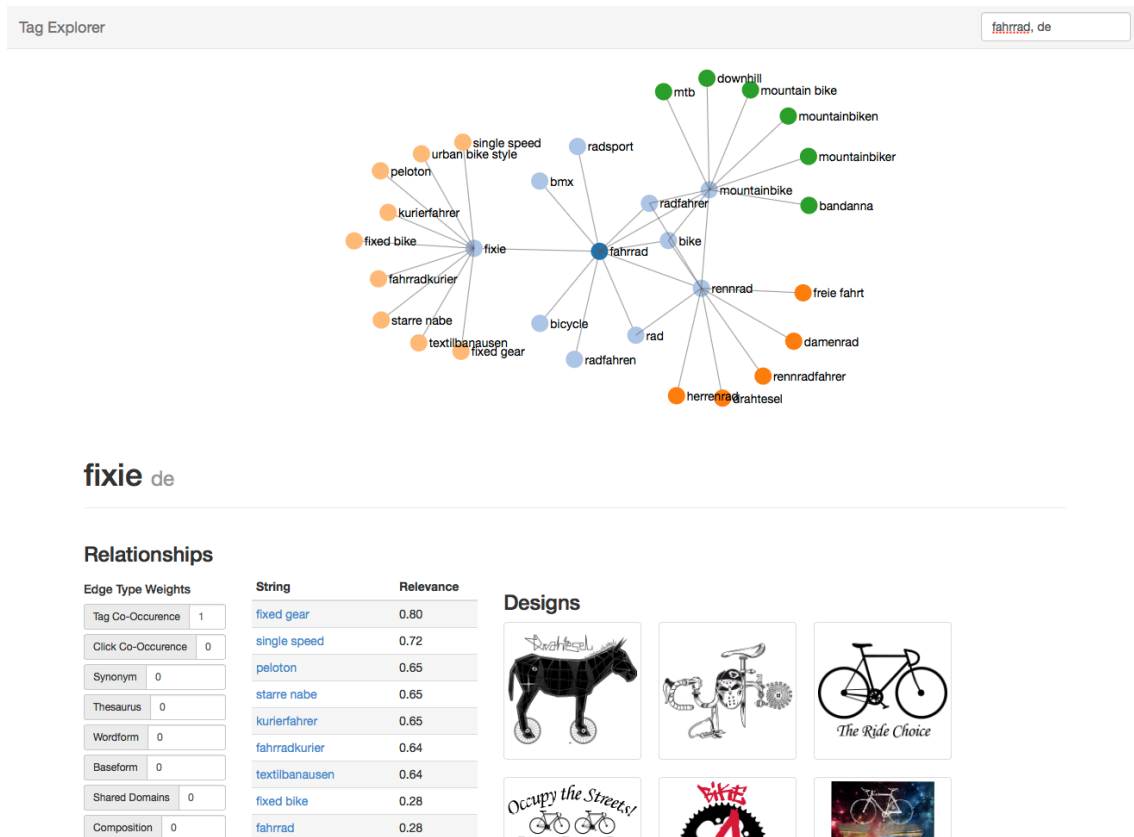 Tag Explorer
fahrrad, de
downhill
mtb
mountain bike
mountainbiken
single speed
radsport
urban bike style
mountainbiker
peloton
bmx
mountainbike
radfahrer
bandanna
kurierfahrer
fixed bike
bike
fixie
fahrrad
fahrradkurier
rennrad
freie fahrt
starre nabe
bicycle
rad
textilbanausen
damenrad
fixed gear
radfahren
rennradfahrer
herrenrad
drahtesel
fixie de
Relationships
Edge Type Weights
Tag Co-Occurence 1
Click Co-Occurence 0
Synonym 0
Thesaurus 0
Wordform 0
Baseform 0
Shared Domains 0
Composition 0
String Relevance
fixed gear 0.80
single speed 0.72
peloton 0.65
starre nabe 0.65
kurierfahrer 0.65
fahrradkurier 0.64
textilbanausen 0.64
fixed bike 0.28
fahrrad 0.28
Designs
Drahtesel
The Ride Choice
Occupy the Streets!
BIKE